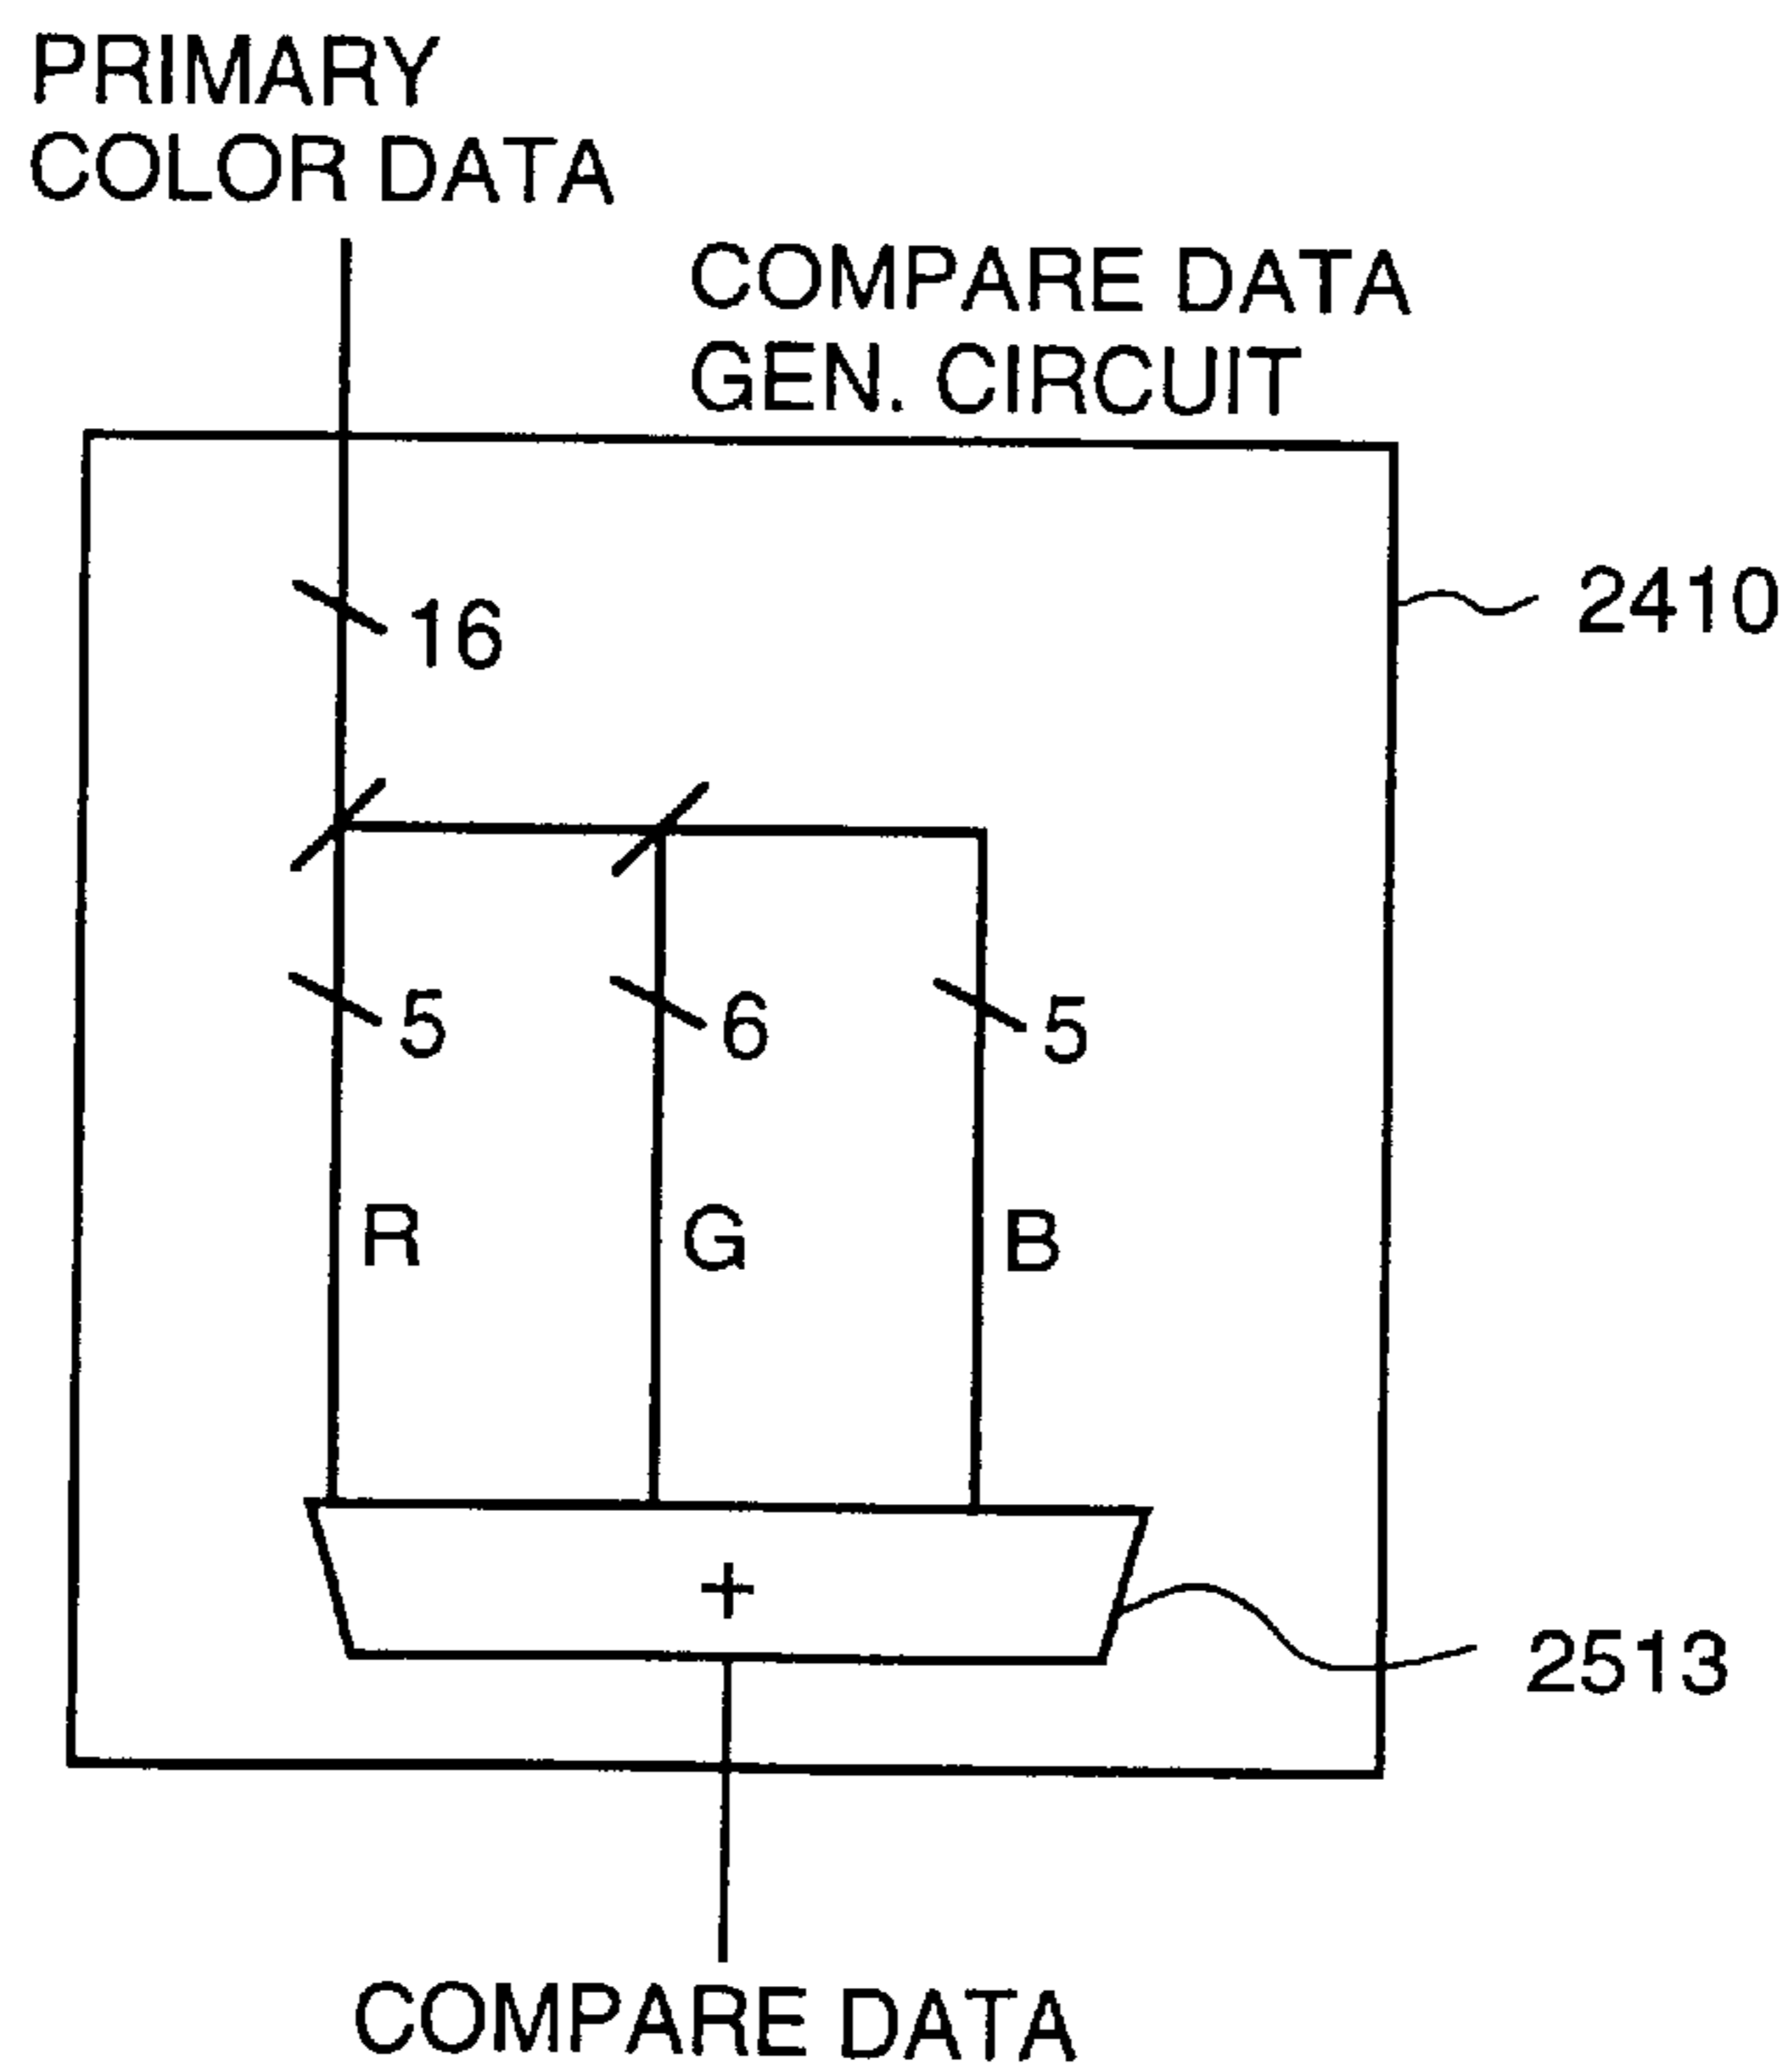 PRIMARY
COLOR DATA
COMPARE DATA
GEN. CIRCUIT
2410
16
5
6
5
R
G
B
+
2513
COMPARE DATA